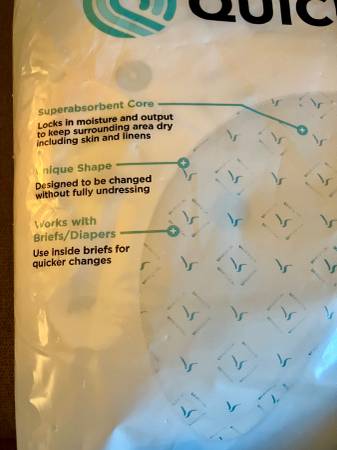 QUIC
Superabsorbent Core
Locks in moisture and output
to keep surrounding area dry
including skin and linens
nique Shape
Designed to be changed
without fully undressing
Works with
Briefs/Diapers
Use inside briefs for
quicker changes